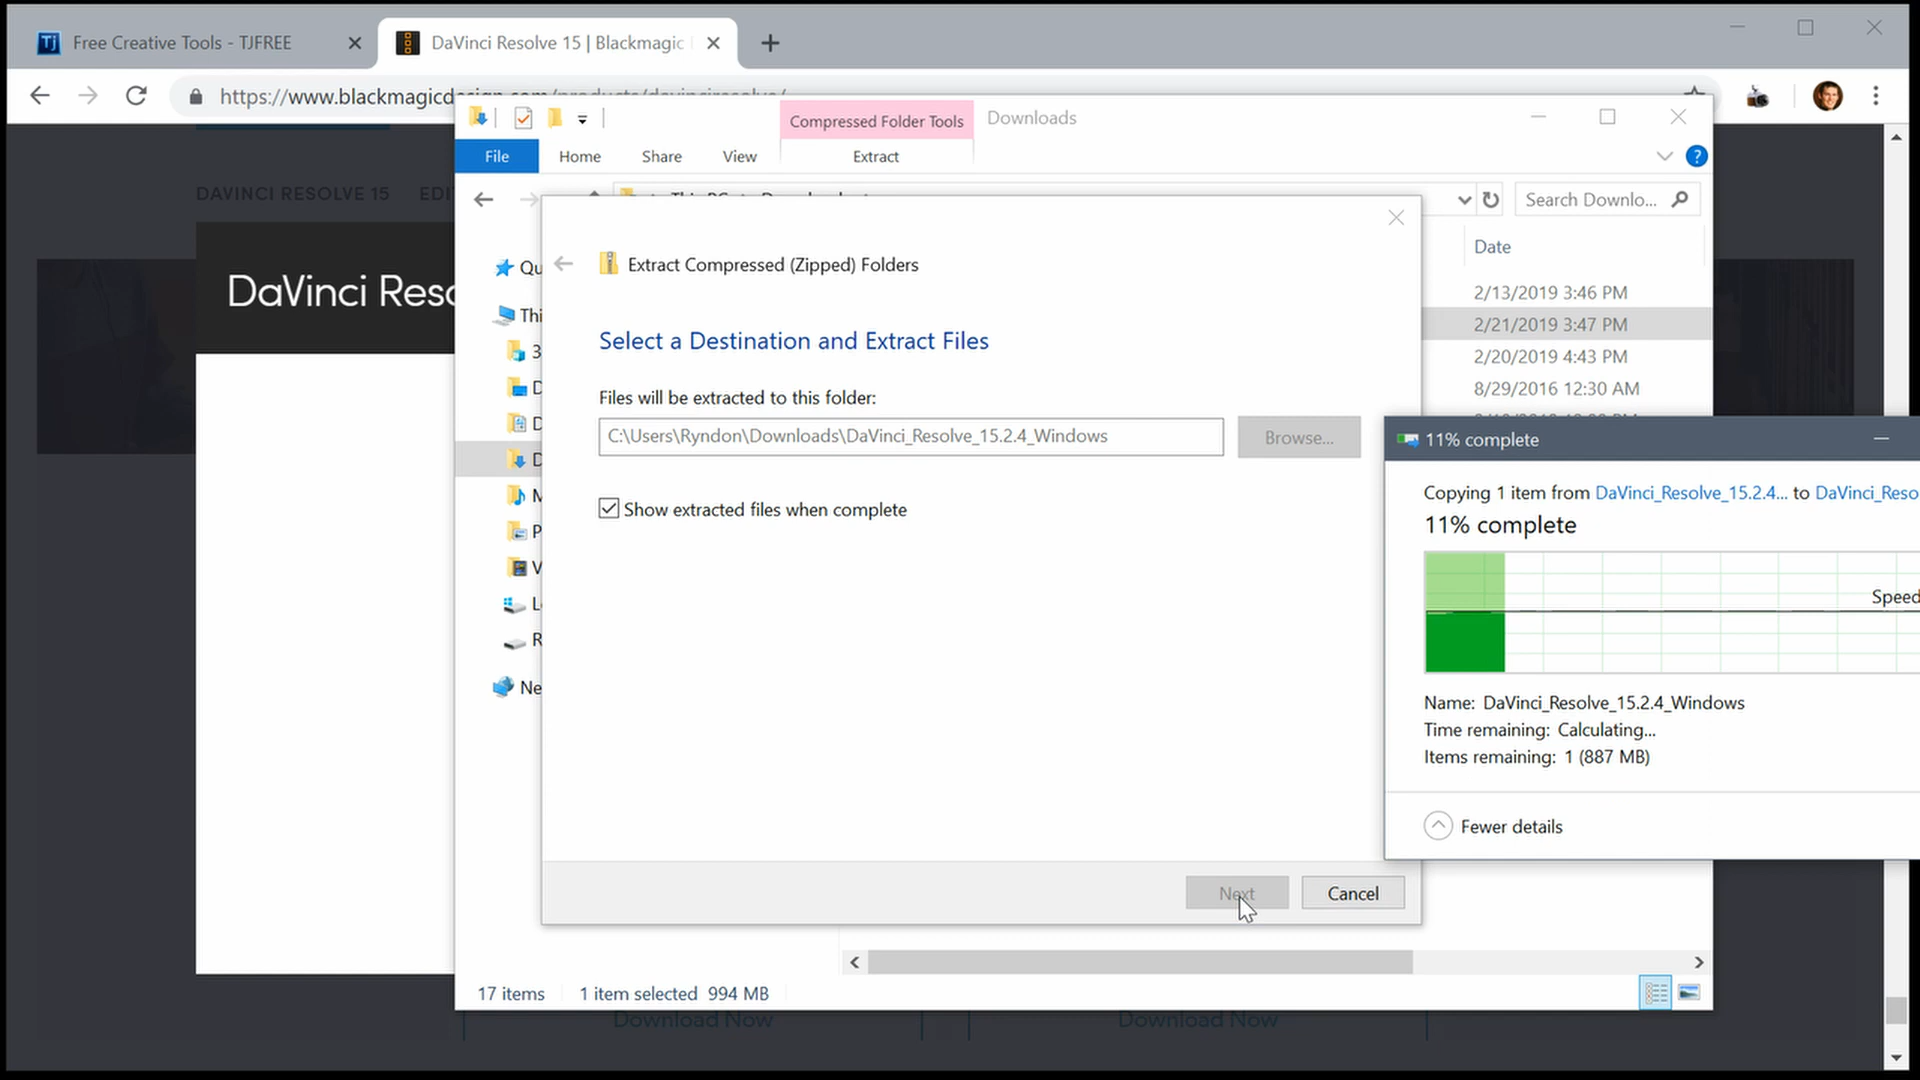 Tj Free Creative Tools - TJFREE
DaVinci Resolve 15 | Blackmagic
https://www.blackmagicdesign.com/products/davinciresolve/
Compressed Folder Tools
Downloads
File
Home
Share
View
Extract
DAVINCI RESOLVE 15
Search Downlo...
Date
Extract Compressed (Zipped) Folders
DaVinci Reso
2/13/2019 3:46 PM
2/21/2019 3:47 PM
2/20/2019 4:43 PM
8/29/2016 12:30 AM
Select a Destination and Extract Files
Files will be extracted to this folder:
C:\Users\Ryndon\Downloads\DaVinci_Resolve_15.2.4_Windows
Browse...
Show extracted files when complete
11% complete
Copying 1 item from DaVinci_Resolve_15.2.4... to DaVinci_Reso
11% complete
Speed
Name: DaVinci_Resolve_15.2.4_Windows
Time remaining: Calculating...
Items remaining: 1 (887 MB)
Fewer details
Next
Cancel
17 items
1 item selected 994 MB
Download Now
Download Now